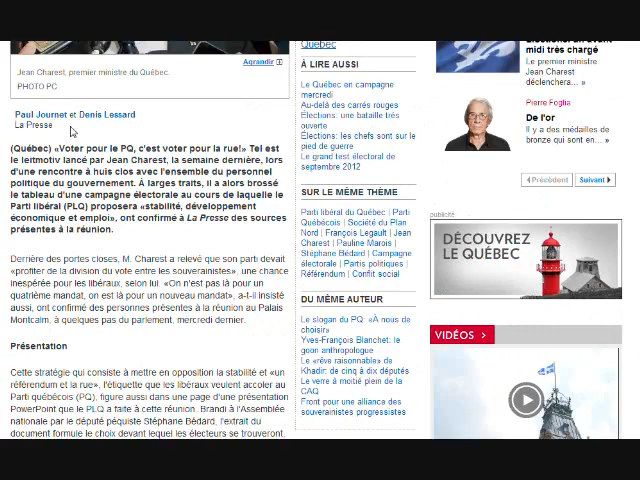 Agrandir
Jean Charest, premier ministre du Québec.
PHOTO PC
Paul Journet et Denis Lessard
La Presse
(Québec) «Voter pour le PQ, c'est voter pour la rue!» Tel est
le leitmotiv lancé par Jean Charest, la semaine dernière, lors
d'une rencontre à huis clos avec l'ensemble du personnel
politique du gouvernement. À larges traits, il a alors brossé
le tableau d'une campagne électorale au cours de laquelle le
Parti libéral (PLQ) proposera «stabilité, développement
économique et emploi», ont confirmé à La Presse des sources
présentes à la réunion.
Derrière des portes closes, M. Charest a relevé que son parti devait
«profiter de la division du vote entre les souverainistes», une chance
inespérée pour les libéraux, selon lui. «On n'est pas là pour un
quatrième mandat, on est là pour un nouveau mandat», a-t-il insisté
aussi, ont confirmé des personnes présentes à la réunion au Palais
Montcalm, à quelques pas du parlement, mercredi dernier.
Présentation
Cette stratégie qui consiste à mettre en opposition la stabilité et «un
référendum et la rue», l'étiquette que les libéraux veulent accoler au
Parti québécois (PQ), figure aussi dans une page d'une présentation
PowerPoint que le PLQ a faite à cette réunion. Brandi à l'Assemblée
nationale par le député péquiste Stéphane Bédard, l'extrait du
document formule le choix devant lequel les électeurs se trouveront,
Québec
À LIRE AUSSI
Le Québec en campagne
mercredi
Au-delà des carrés rouges
Élections: une bataille très
ouverte
Élections: les chefs sont sur le
pied de guerre
Le grand test électoral de
septembre 2012
SUR LE MÊME THÈME
Parti libéral du Québec | Parti
Québécois | Société du Plan
Nord | François Legault | Jean
Charest | Pauline Marois |
Stéphane Bédard | Campagne
électorale | Partis politiques |
Référendum | Conflit social
DU MÊME AUTEUR
Le slogan du PQ: «À nous de
choisir»
Yves-François Blanchet: le
goon anthropologue
Le «rêve raisonnable» de
Khadir: de cinq à dix députés
Le verre à moitié plein de la
CAQ
Front pour une alliance des
souverainistes progressistes
midi très chargé
Le premier ministre
Jean Charest
déclenchera... »
Pierre Foglia
De l'or
Il y a des médailles de
bronze qui sont en... »
Précédent
Suivant
publicité
DÉCOUVREZ
LE QUÉBEC
VIDÉOS